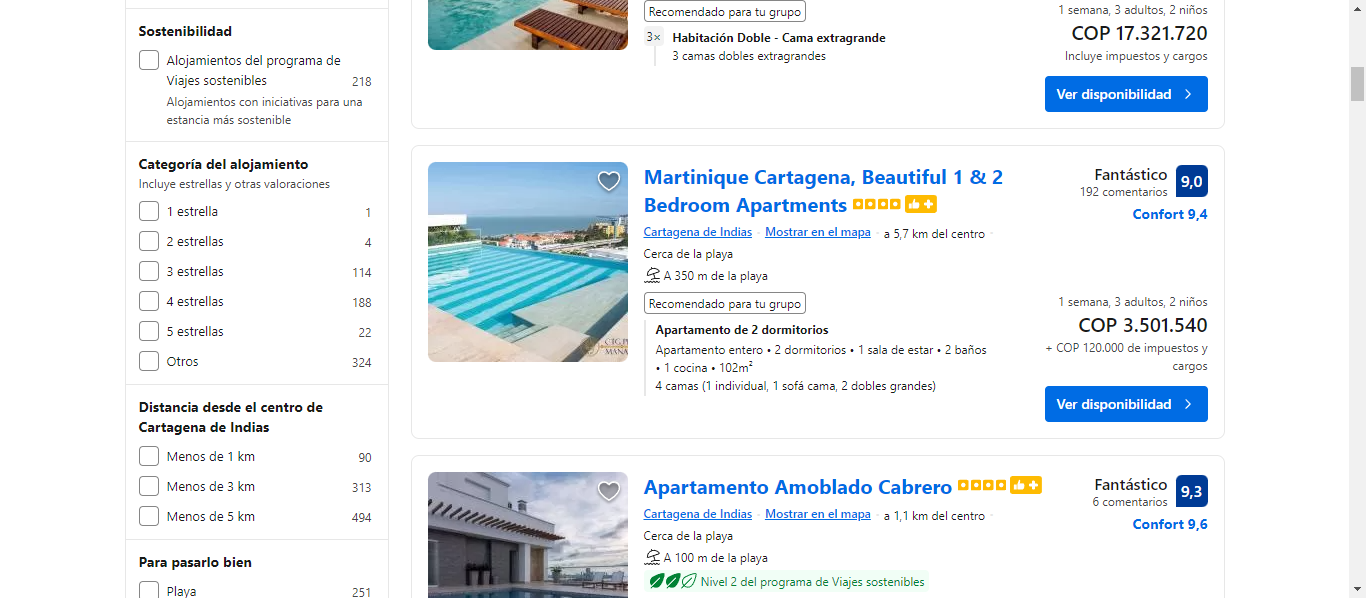 Sostenibilidad
Alojamientos del programa de
Viajes sostenibles 218
Alojamientos con iniciativas para una
estancia más sostenible
Categoría del alojamiento
Incluye estrellas y otras valoraciones
1 estrella 1
2 estrellas 4
3 estrellas 114
4 estrellas 188
5 estrellas 22
Otros 324
Distancia desde el centro de
Cartagena de Indias
Menos de 1 km 90
Menos de 3 km 313
Menos de 5 km 494
Para pasarlo bien
Playa 251
Recomendado para tu grupo
3× Habitación Doble - Cama extragrande
3 camas dobles extragrandes
1 semana, 3 adultos, 2 niños
COP 17.321.720
Incluye impuestos y cargos
Ver disponibilidad
Martinique Cartagena, Beautiful 1 & 2
Bedroom Apartments
Cartagena de Indias · Mostrar en el mapa · a 5,7 km del centro
Cerca de la playa
A 350 m de la playa
Recomendado para tu grupo
Apartamento de 2 dormitorios
Apartamento entero • 2 dormitorios • 1 sala de estar • 2 baños
• 1 cocina • 102m²
4 camas (1 individual, 1 sofá cama, 2 dobles grandes)
Fantástico 9,0
192 comentarios
Confort 9,4
1 semana, 3 adultos, 2 niños
COP 3.501.540
+ COP 120.000 de impuestos y
cargos
Ver disponibilidad
Apartamento Amoblado Cabrero
Cartagena de Indias · Mostrar en el mapa · a 1,1 km del centro
Cerca de la playa
A 100 m de la playa
Nivel 2 del programa de Viajes sostenibles
Fantástico 9,3
6 comentarios
Confort 9,6